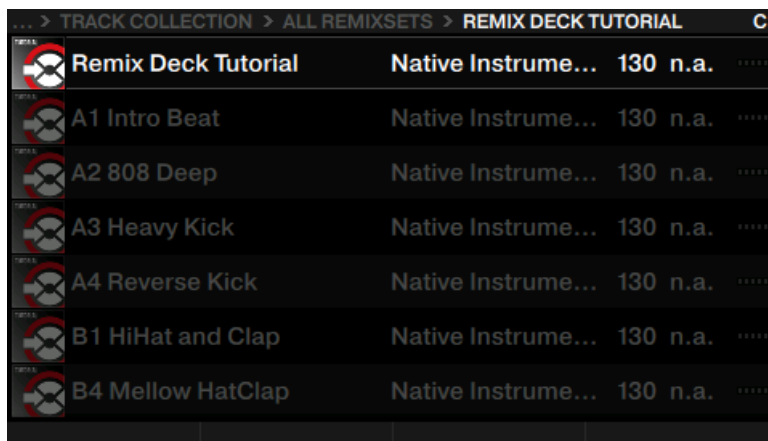 ... > TRACK COLLECTION > ALL REMIXSETS > REMIX DECK TUTORIAL C
Remix Deck Tutorial Native Instrume... 130 n.a.
A1 Intro Beat Native Instrume... 130 n.a.
A2 808 Deep Native Instrume... 130 n.a.
A3 Heavy Kick Native Instrume... 130 n.a.
A4 Reverse Kick Native Instrume... 130 n.a.
B1 HiHat and Clap Native Instrume... 130 n.a.
B4 Mellow HatClap Native Instrume... 130 n.a.